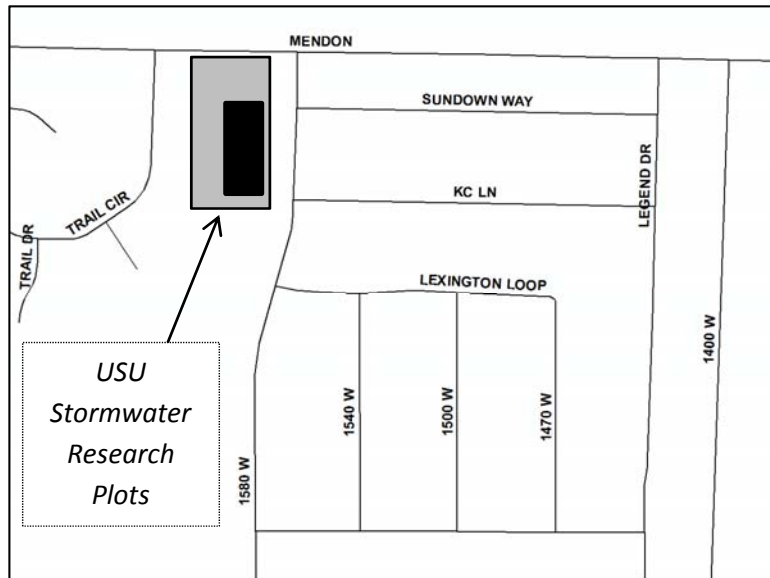 MENDON
SUNDOWN WAY
LEGEND DR
KC LN
TRAIL CIR
TRAIL DR
LEXINGTON LOOP
1400 W
USU
Stormwater
Research
Plots
1580 W
1540 W
1500 W
1470 W